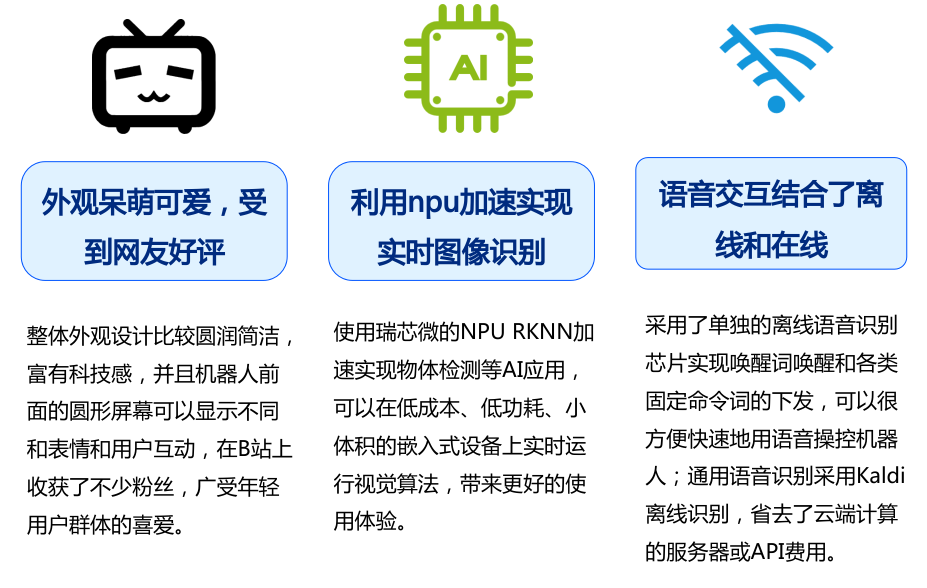 外观呆萌可爱，受
到网友好评
整体外观设计比较圆润简洁，
富有科技感，并且机器人前
面的圆形屏幕可以显示不同
和表情和用户互动，在B站上
收获了不少粉丝，广受年轻
用户群体的喜爱。
AI
利用npu加速实现
实时图像识别
使用瑞芯微的NPU RKNN加
速实现物体检测等AI应用，
可以在低成本、低功耗、小
体积的嵌入式设备上实时运
行视觉算法，带来更好的使
用体验。
语音交互结合了离
线和在线
采用了单独的离线语音识别
芯片实现唤醒词唤醒和各类
固定命令词的下发，可以很
方便快速地用语音操控机器
人；通用语音识别采用Kaldi
离线识别，省去了云端计算
的服务器或API费用。